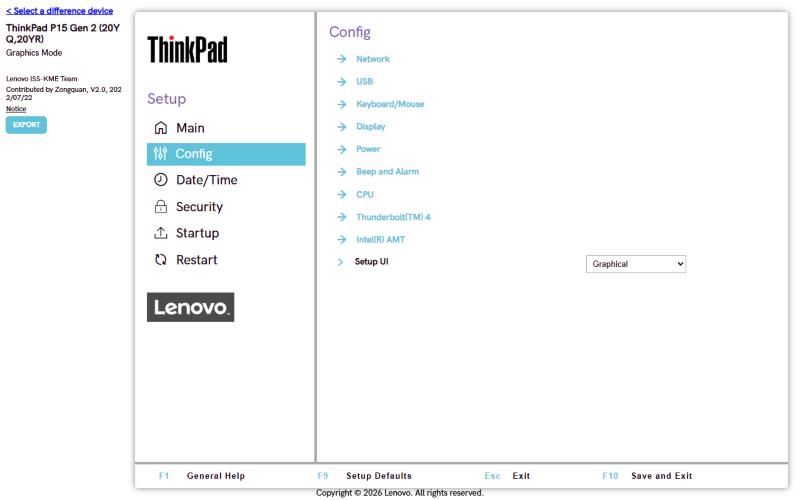 < Select a difference device
ThinkPad P15 Gen 2 (20Y
Q,20YR)
Graphics Mode
Lenovo ISS-KME Team
Contributed by Zongquan, V2.0, 202
2/07/22
Notice
EXPORT
ThinkPad
Setup
Main
Config
Date/Time
Security
Startup
Restart
Lenovo.
Config
Network
USB
Keyboard/Mouse
Display
Power
Beep and Alarm
CPU
Thunderbolt(TM) 4
Intel(R) AMT
Setup UI Graphical
F1 General Help F9 Setup Defaults Esc Exit F10 Save and Exit
Copyright © 2026 Lenovo. All rights reserved.